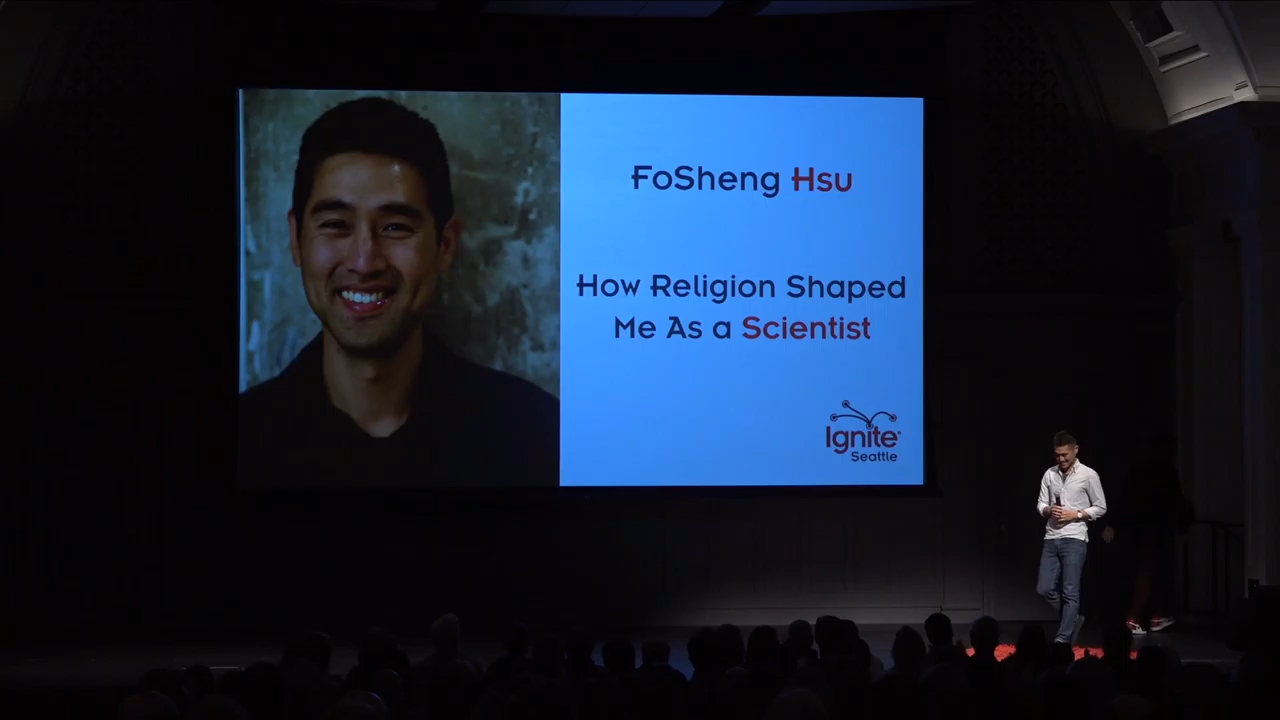 FoSheng Hsu
How Religion Shaped
Me As a Scientist
Ignite
Seattle